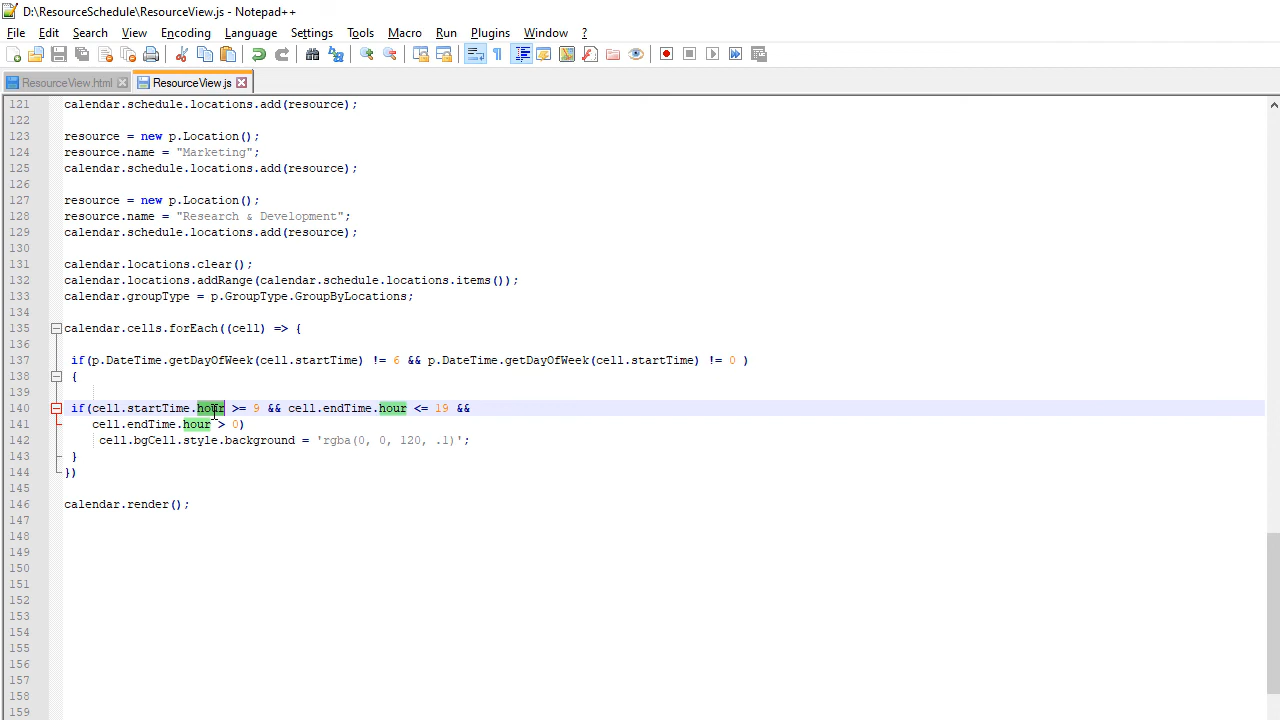 D:\ResourceSchedule\ResourceView.js - Notepad++
File Edit Search View Encoding Language Settings Tools Macro Run Plugins Window ?
ResourceView.html ResourceView.js
121 calendar.schedule.locations.add(resource);
122
123 resource = new p.Location();
124 resource.name = "Marketing";
125 calendar.schedule.locations.add(resource);
126
127 resource = new p.Location();
128 resource.name = "Research & Development";
129 calendar.schedule.locations.add(resource);
130
131 calendar.locations.clear();
132 calendar.locations.addRange(calendar.schedule.locations.items());
133 calendar.groupType = p.GroupType.GroupByLocations;
134
135 calendar.cells.forEach((cell) => {
136
137 if(p.DateTime.getDayOfWeek(cell.startTime) != 6 && p.DateTime.getDayOfWeek(cell.startTime) != 0 )
138 {
139
140 if(cell.startTime.hour >= 9 && cell.endTime.hour <= 19 &&
141 cell.endTime.hour > 0)
142 cell.bgCell.style.background = 'rgba(0, 0, 120, .1)';
143 }
144 })
145
146 calendar.render();
147
148
149
150
151
152
153
154
155
156
157
158
159